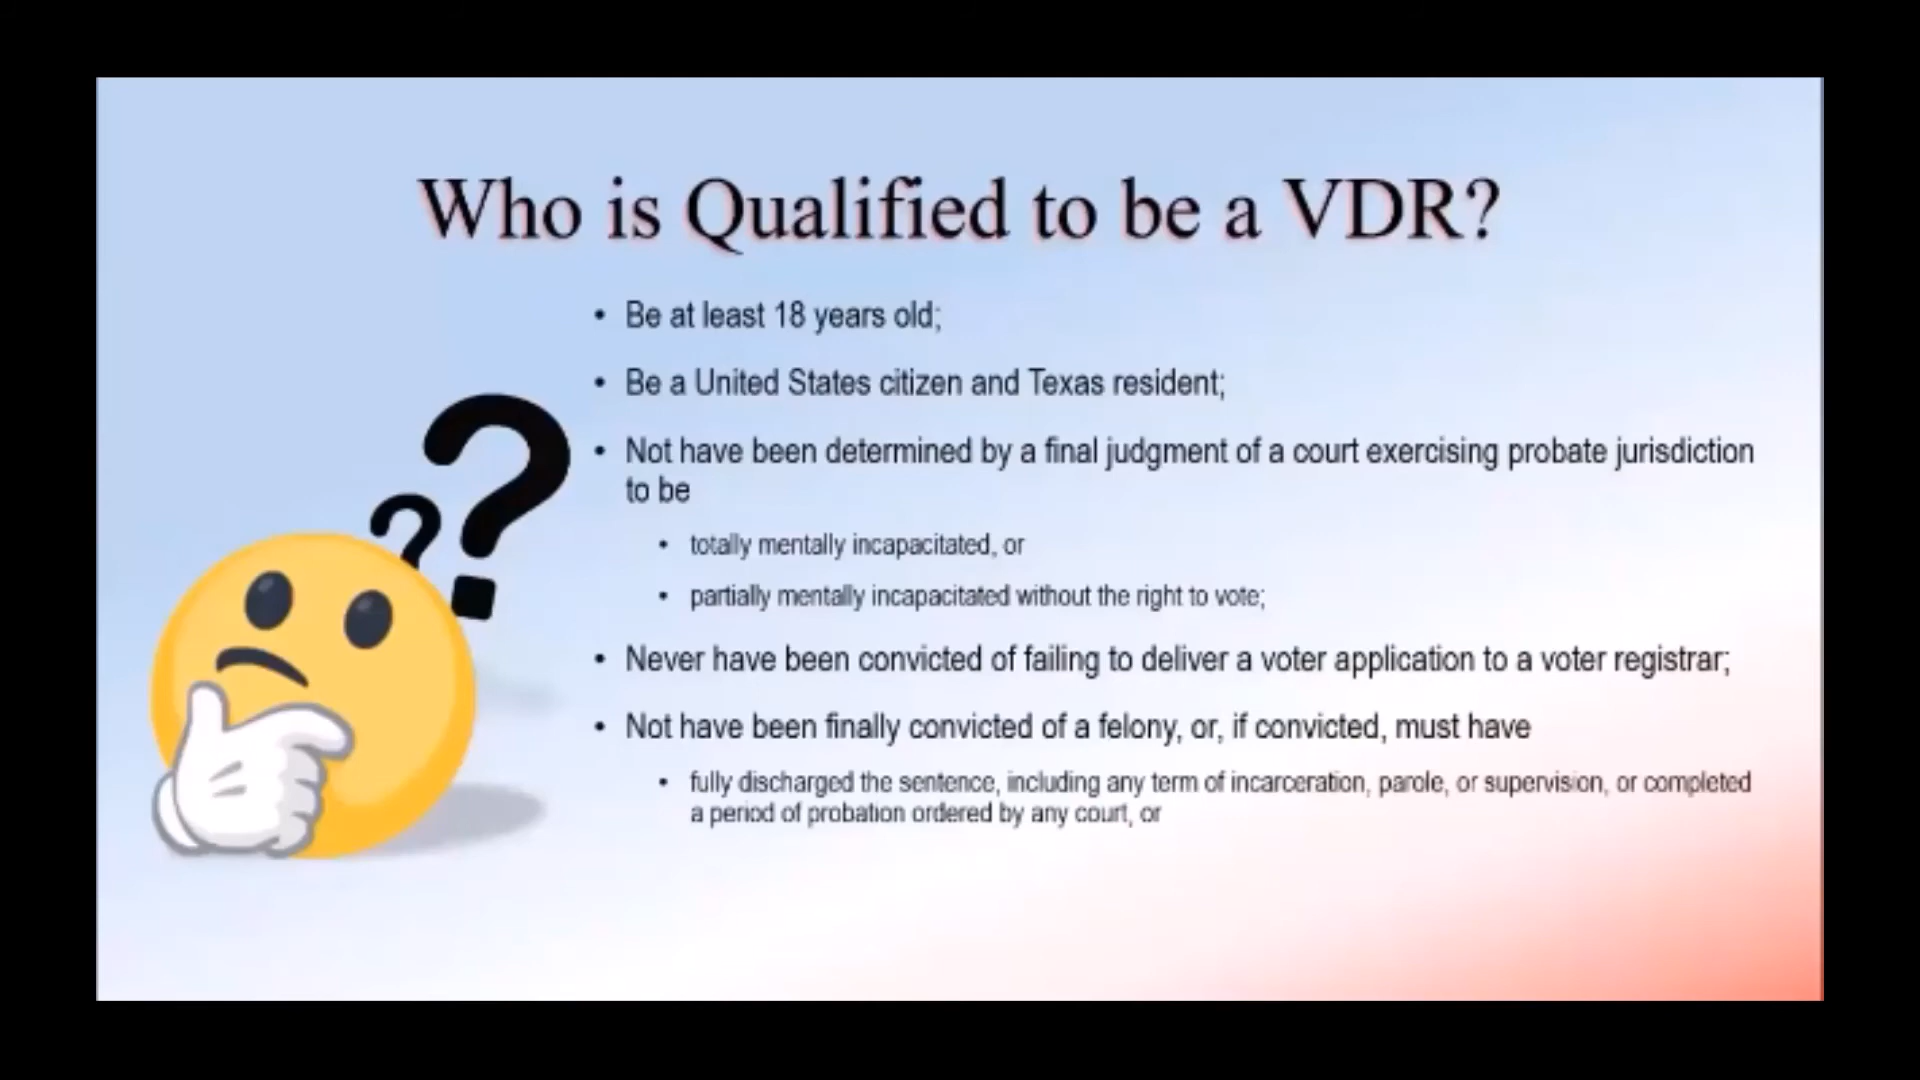 Who is Qualified to be a VDR?
• Be at least 18 years old;
• Be a United States citizen and Texas resident;
• Not have been determined by a final judgment of a court exercising probate jurisdiction
to be
• totally mentally incapacitated, or
• partially mentally incapacitated without the right to vote;
• Never have been convicted of failing to deliver a voter application to a voter registrar;
• Not have been finally convicted of a felony, or, if convicted, must have
• fully discharged the sentence, including any term of incarceration, parole, or supervision, or completed
a period of probation ordered by any court, or
??